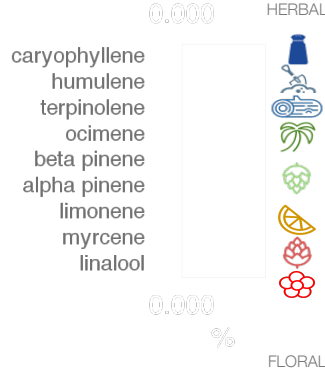 0.000
HERBAL
caryophyllene
humulene
terpinolene
ocimene
beta pinene
alpha pinene
limonene
myrcene
linalool
0.000
%
FLORAL